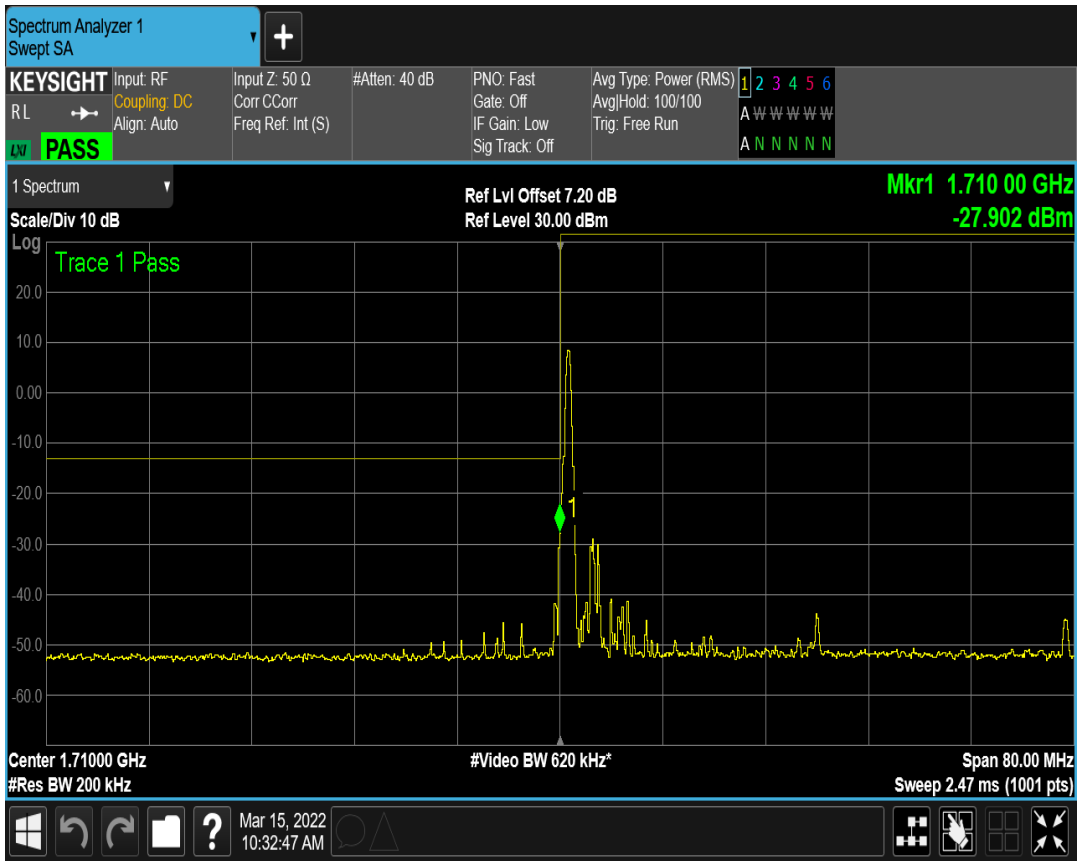 Spectrum Analyzer 1
Swept SA
KEYSIGHT
R L
LXI PASS
Input: RF
Coupling: DC
Align: Auto
Input Z: 50 Ω
Corr CCorr
Freq Ref: Int (S)
#Atten: 40 dB
PNO: Fast
Gate: Off
IF Gain: Low
Sig Track: Off
Avg Type: Power (RMS)
Avg|Hold: 100/100
Trig: Free Run
1 2 3 4 5 6
A W W W W W
A N N N N N
1 Spectrum
Scale/Div 10 dB
Ref Lvl Offset 7.20 dB
Ref Level 30.00 dBm
Mkr1 1.710 00 GHz
-27.902 dBm
Log
Trace 1 Pass
20.0
10.0
0.00
-10.0
-20.0
1
-30.0
-40.0
-50.0
-60.0
Center 1.71000 GHz
#Video BW 620 kHz*
Span 80.00 MHz
#Res BW 200 kHz
Sweep 2.47 ms (1001 pts)
?
Mar 15, 2022
10:32:47 AM